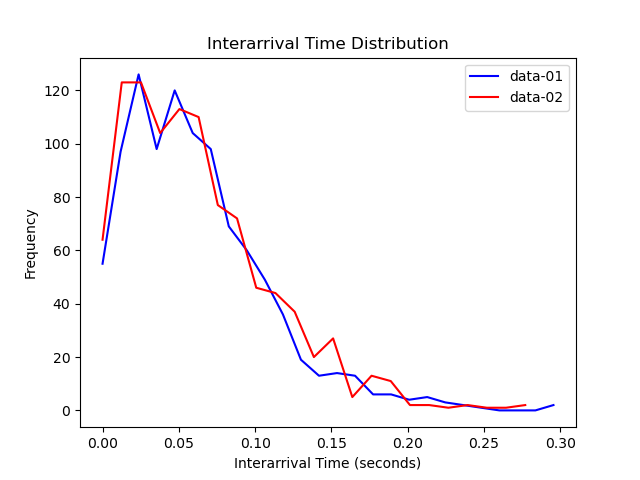 Interarrival Time Distribution
data-01
data-02
Frequency
120
100
80
60
40
20
0
0.00 0.05 0.10 0.15 0.20 0.25 0.30
Interarrival Time (seconds)